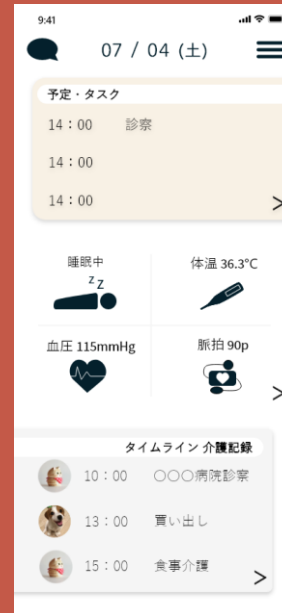 9:41
07 / 04 (土)
予定・タスク
14：00 診察
14：00
14：00
>
睡眠中
体温 36.3°C
z z
血圧 115mmHg
脈拍 90p
>
タイムライン 介護記録
10：00 〇〇〇病院診察
13：00 買い出し
15：00 食事介護
>